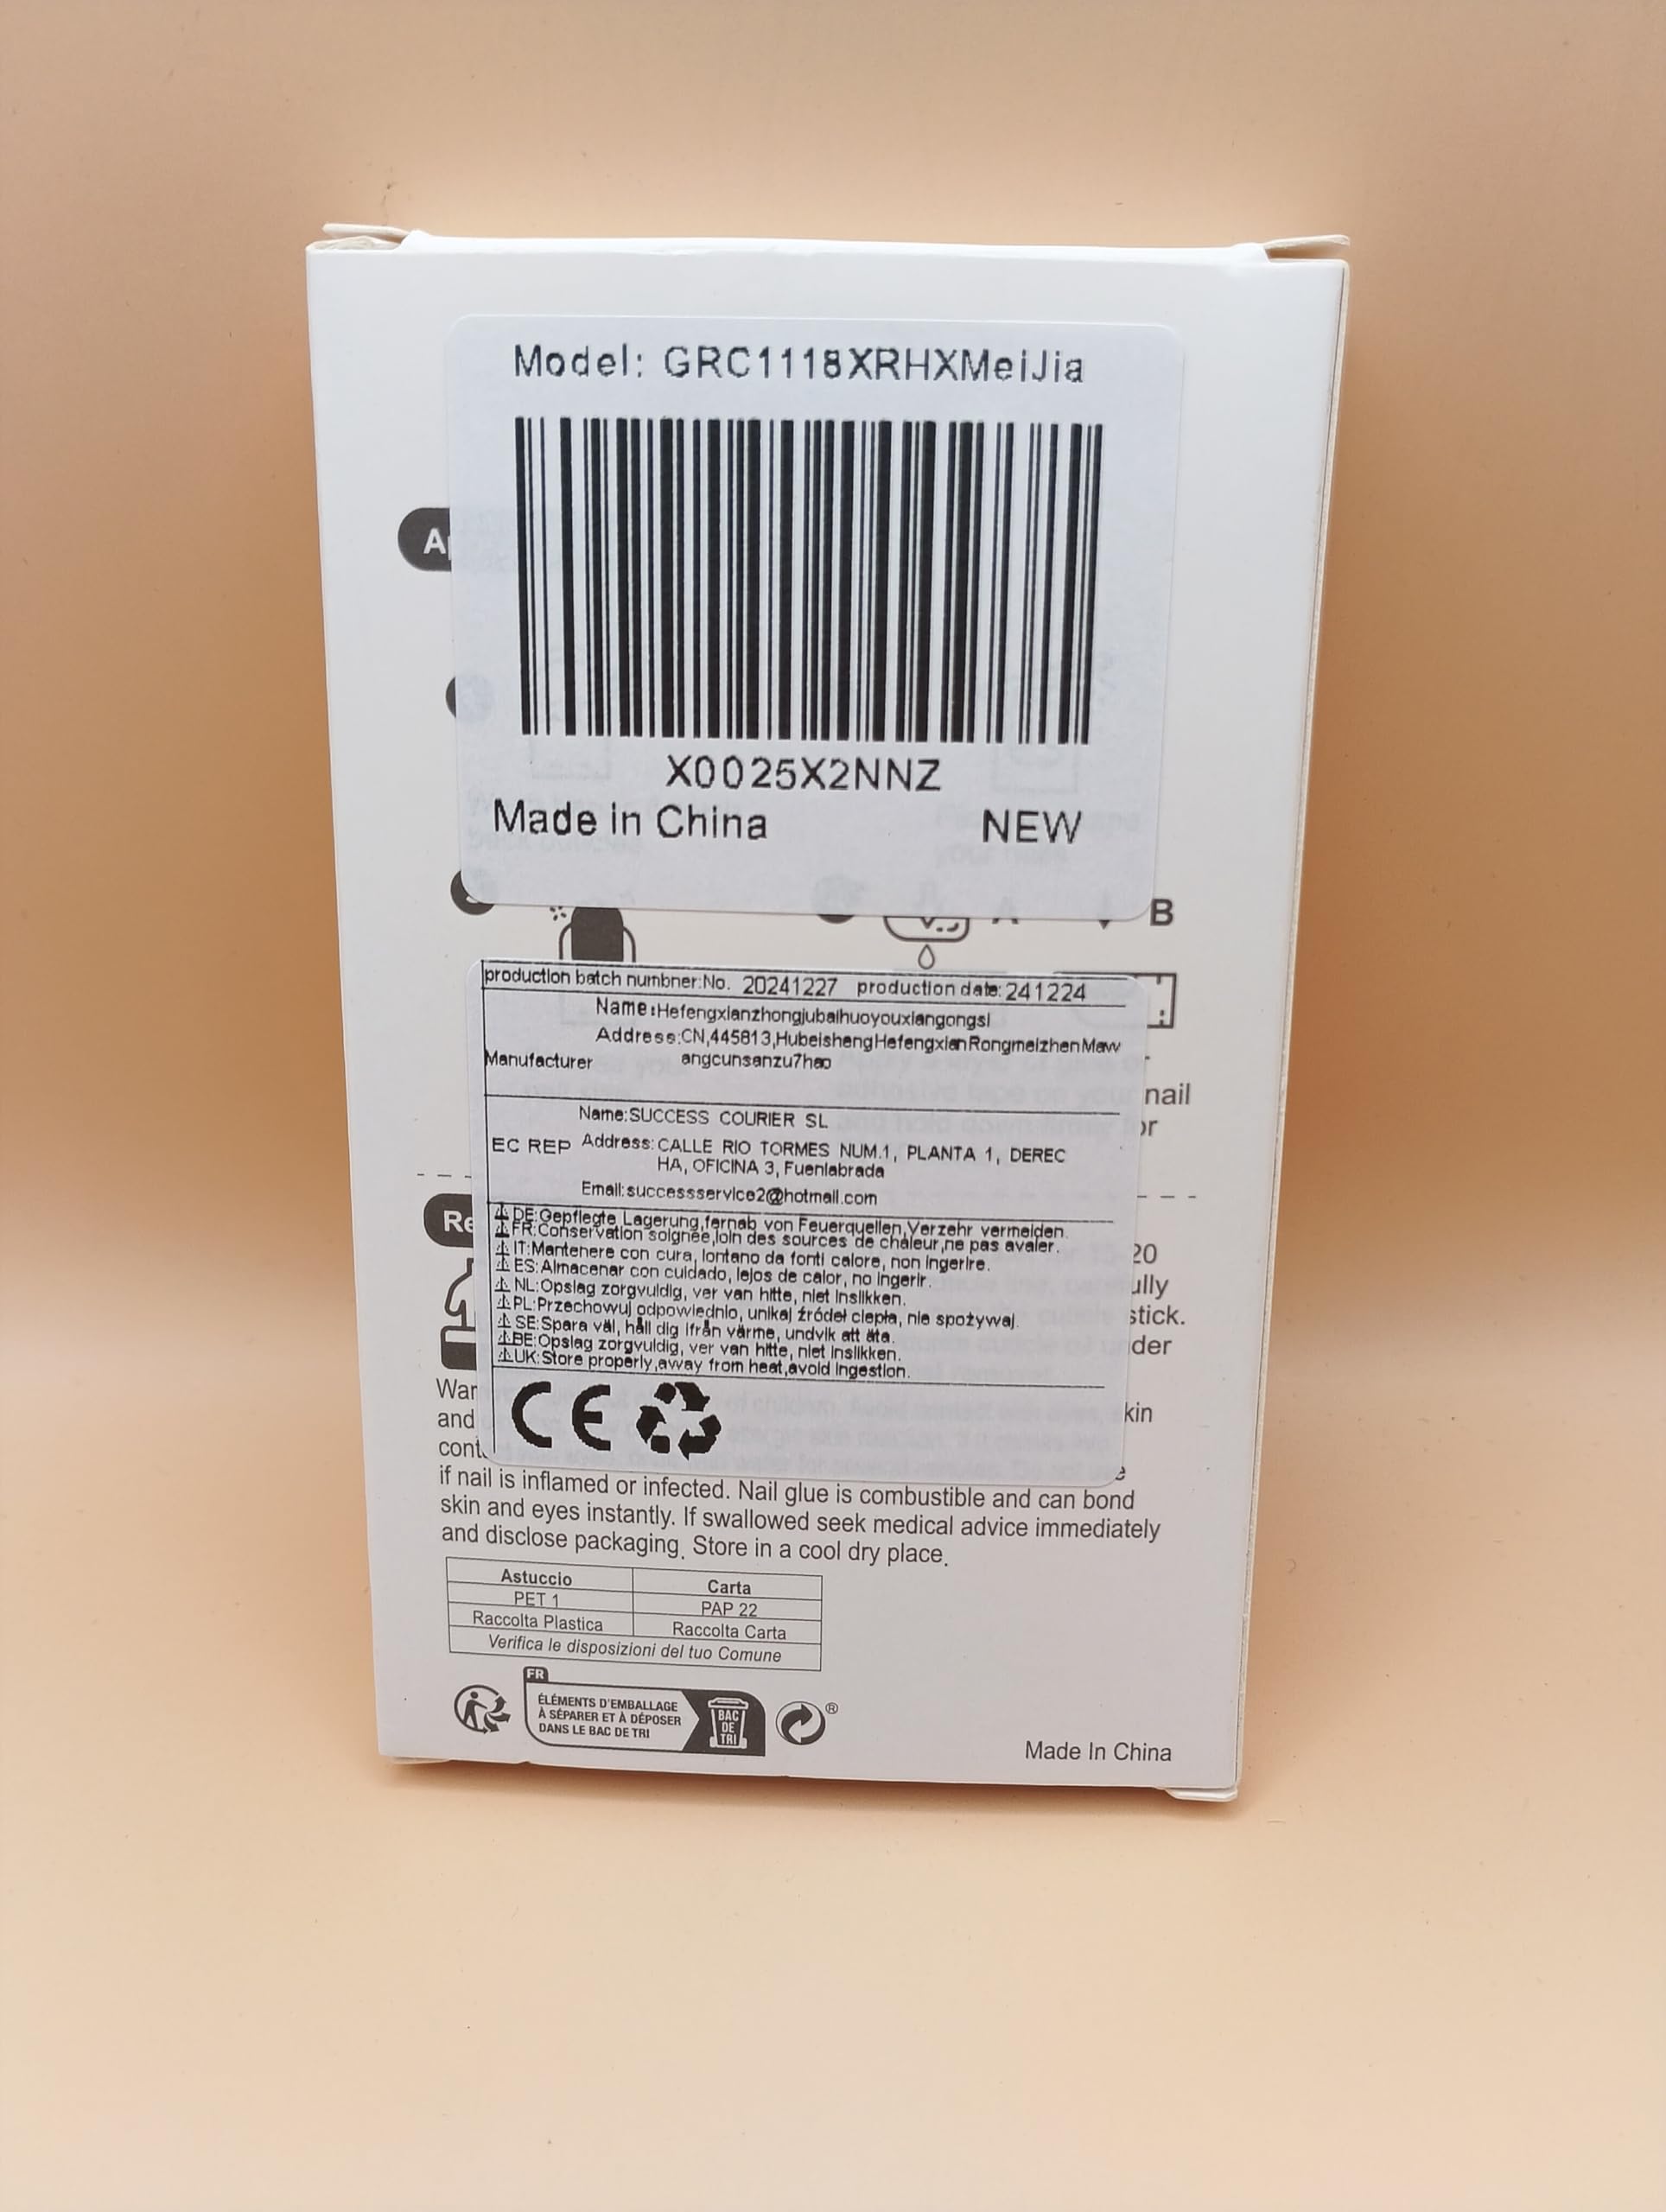 Model: GRC1118XRHXMeiJia
X0025X2NNZ
Made in China NEW
B
production batch numbner:No. 20241227 production date: 241224
Name:Hefengxianzhongjubaihuoyouxiangongsi
Address:CN,445813,HubeishengHefengxianRongmeizhenMaw
Manufacturer angcunsanzu7hao
nail
Name:SUCCESS COURIER SL
EC REP Address:CALLE RIO TORMES NUM.1, PLANTA 1, DEREC
HA, OFICINA 3, Fuenlabrada
Email:successservice2@hotmail.com
DE:Gepflegte Lagerung,fernab von Feuerquellen,Verzehr vermeiden.
FR:Conservation soignée,loin des sources de chaleur,ne pas avaler.
IT:Mantenere con cura, lontano da fonti calore, non ingerire.
ES:Almacenar con cuidado, lejos de calor, no ingerir.
NL:Opslag zorgvuldig, ver van hitte, niet inslikken.
PL:Przechowuj odpowiednio, unikaj źródeł ciepła, nie spożywaj.
SE:Spara väl, håll dig ifrån värme, undvik att äta.
BE:Opslag zorgvuldig, ver van hitte, niet inslikken.
UK:Store properly,away from heat,avoid ingestion.
20
stick.
CE
and
if nail is inflamed or infected. Nail glue is combustible and can bond
skin and eyes instantly. If swallowed seek medical advice immediately
and disclose packaging. Store in a cool dry place.
Astuccio Carta
PET 1 PAP 22
Raccolta Plastica Raccolta Carta
Verifica le disposizioni del tuo Comune
FR
ÉLÉMENTS D'EMBALLAGE
À SÉPARER ET À DÉPOSER
DANS LE BAC DE TRI
BAC
DE
TRI
®
Made In China